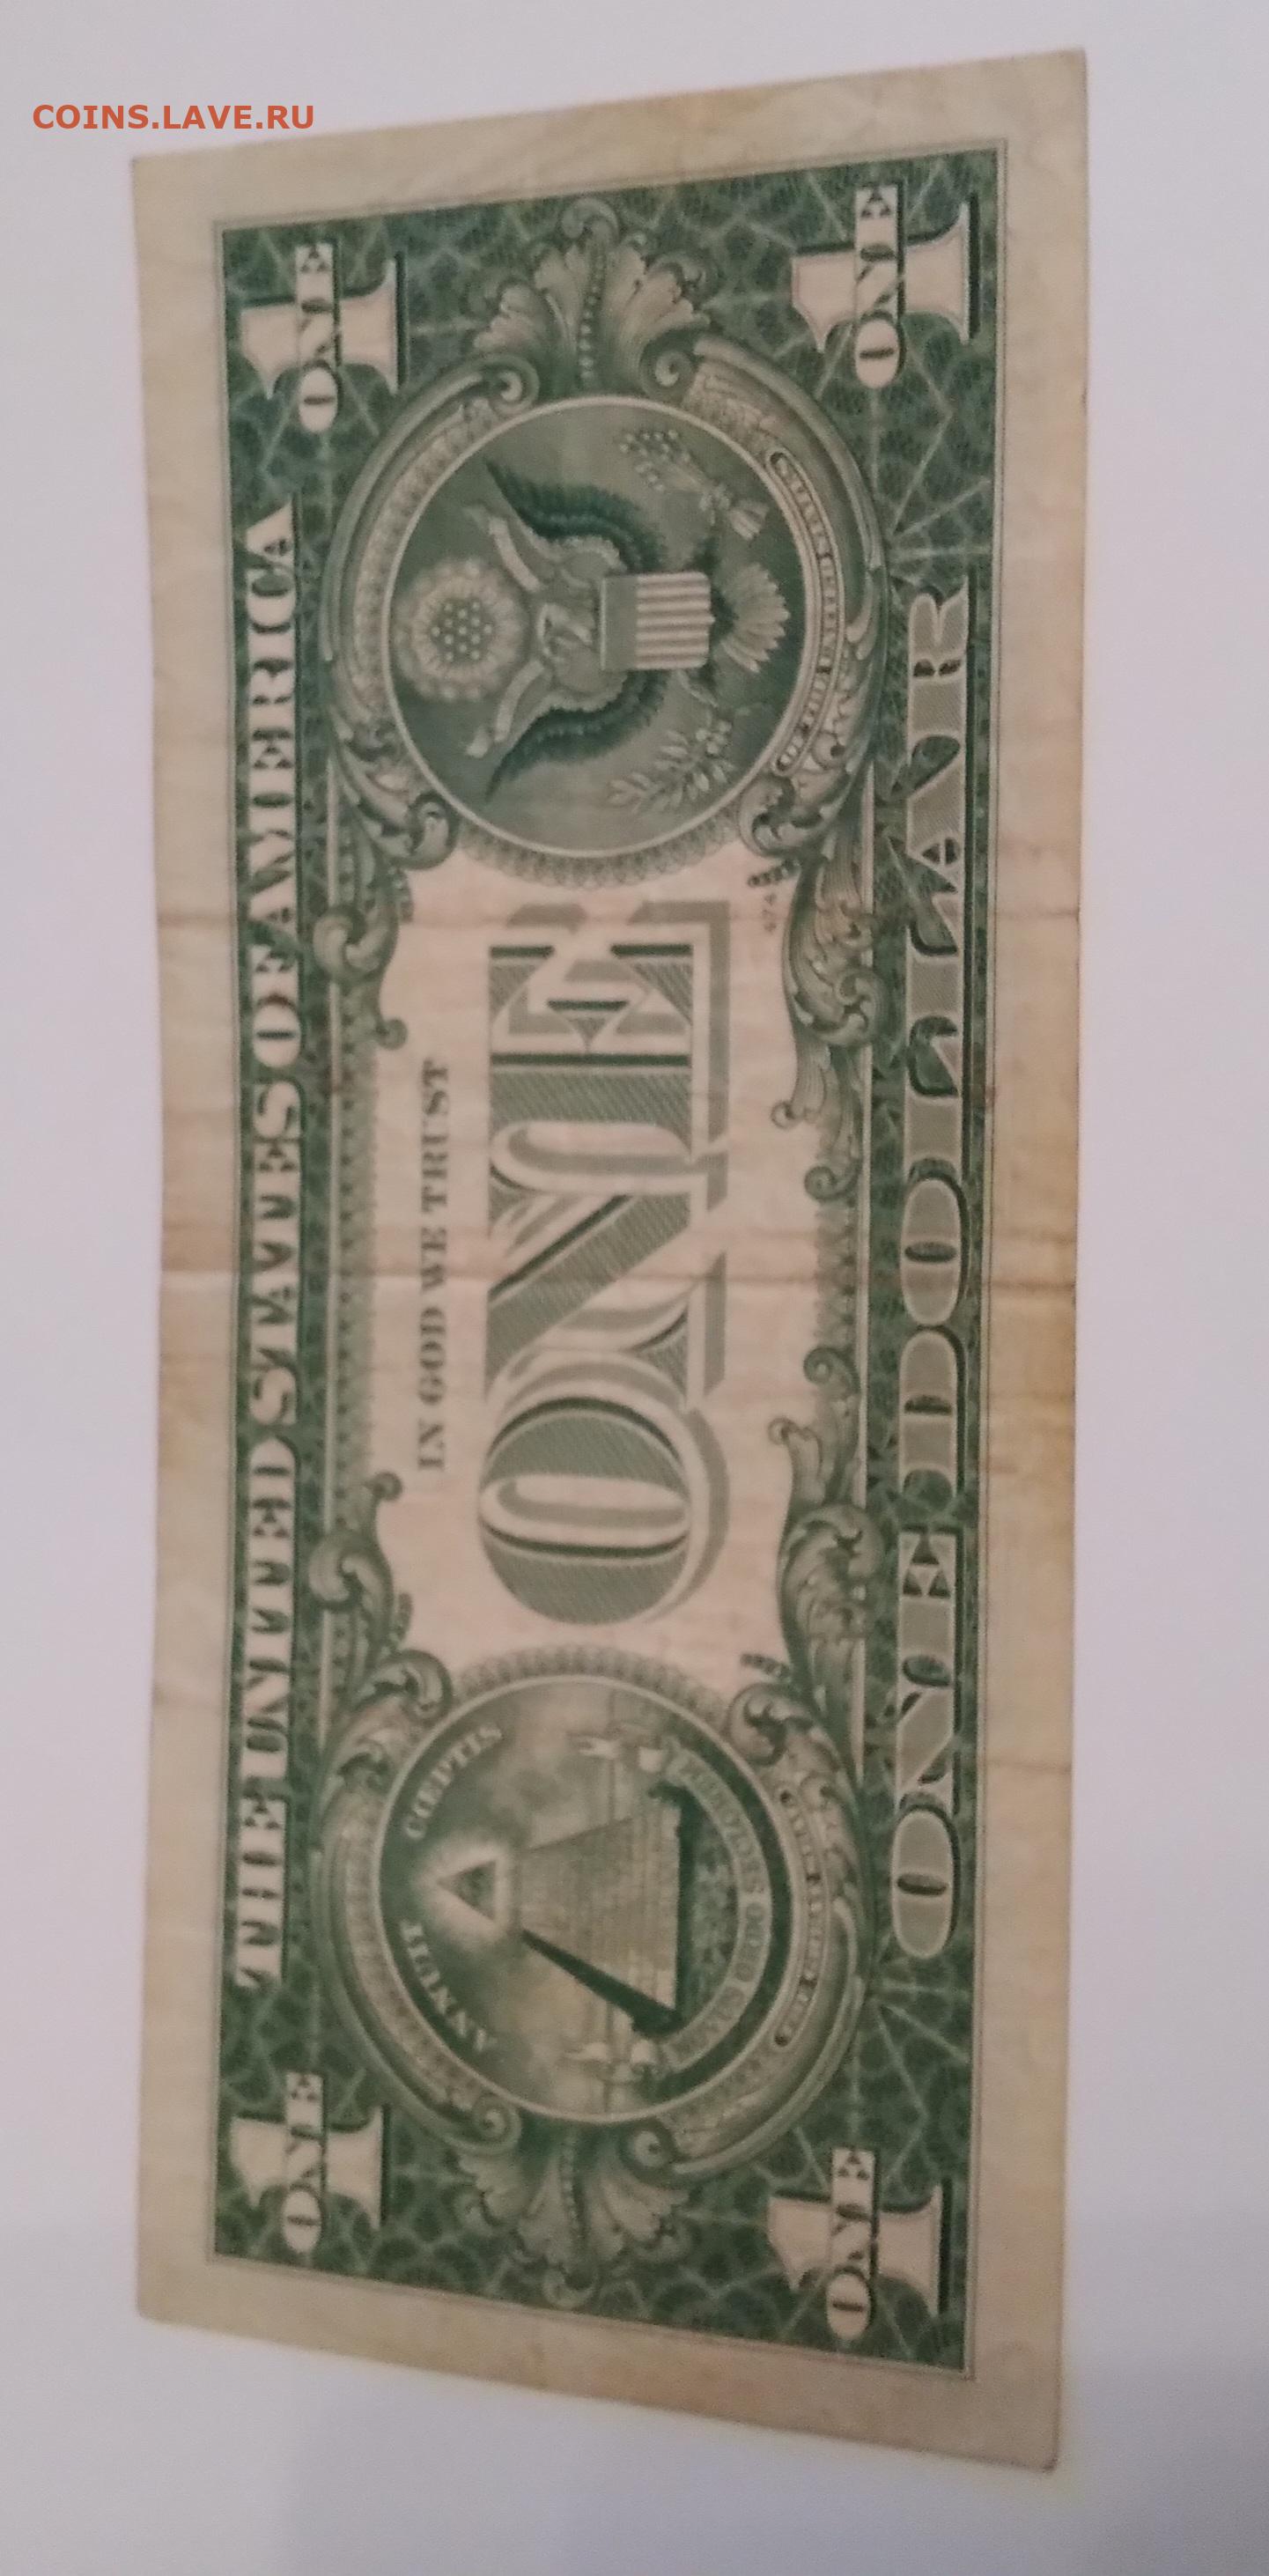 COINS.LAVE.RU
THE UNITED STATES OF AMERICA
ONE
ONE
ANNUIT
CŒPTIS
IN GOD WE TRUST
ONE
ONE DOLLAR
ONE
ONE